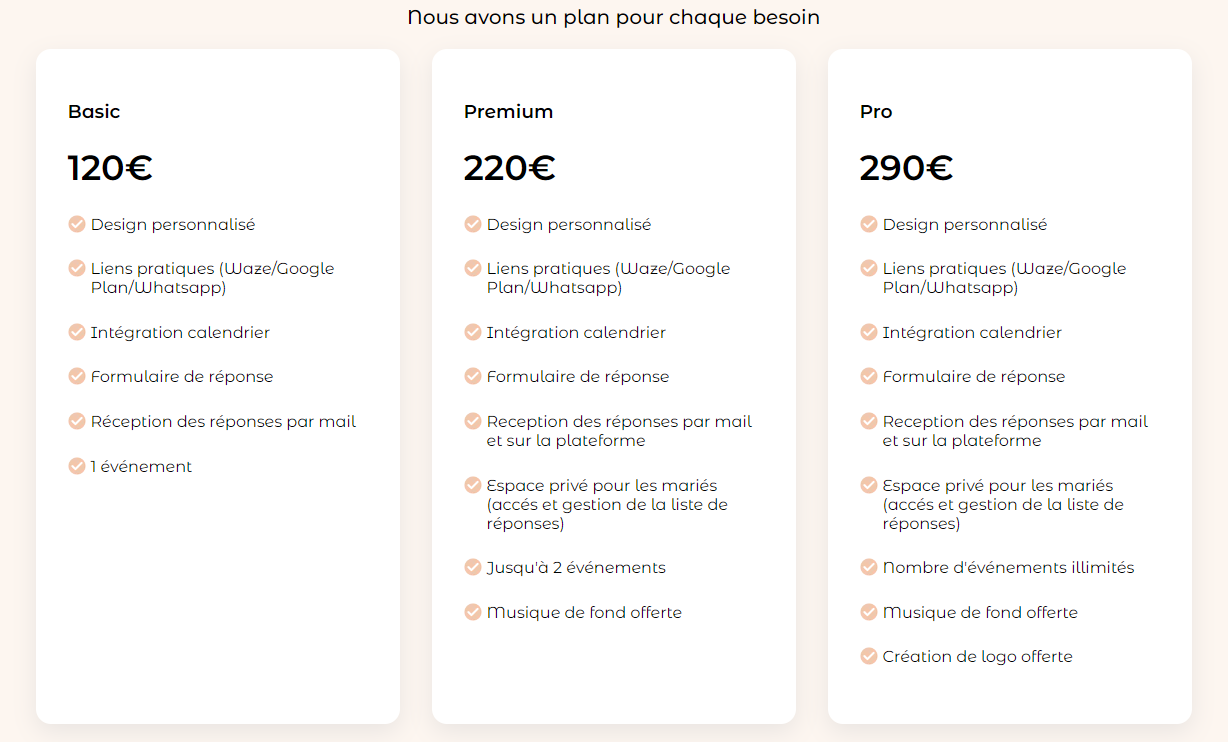 Nous avons un plan pour chaque besoin
Basic
120€
Design personnalisé
Liens pratiques (Waze/Google
Plan/Whatsapp)
Intégration calendrier
Formulaire de réponse
Réception des réponses par mail
1 événement
Premium
220€
Design personnalisé
Liens pratiques (Waze/Google
Plan/Whatsapp)
Intégration calendrier
Formulaire de réponse
Reception des réponses par mail
et sur la plateforme
Espace privé pour les mariés
(accés et gestion de la liste de
réponses)
Jusqu'à 2 événements
Musique de fond offerte
Pro
290€
Design personnalisé
Liens pratiques (Waze/Google
Plan/Whatsapp)
Intégration calendrier
Formulaire de réponse
Reception des réponses par mail
et sur la plateforme
Espace privé pour les mariés
(accés et gestion de la liste de
réponses)
Nombre d'événements illimités
Musique de fond offerte
Création de logo offerte